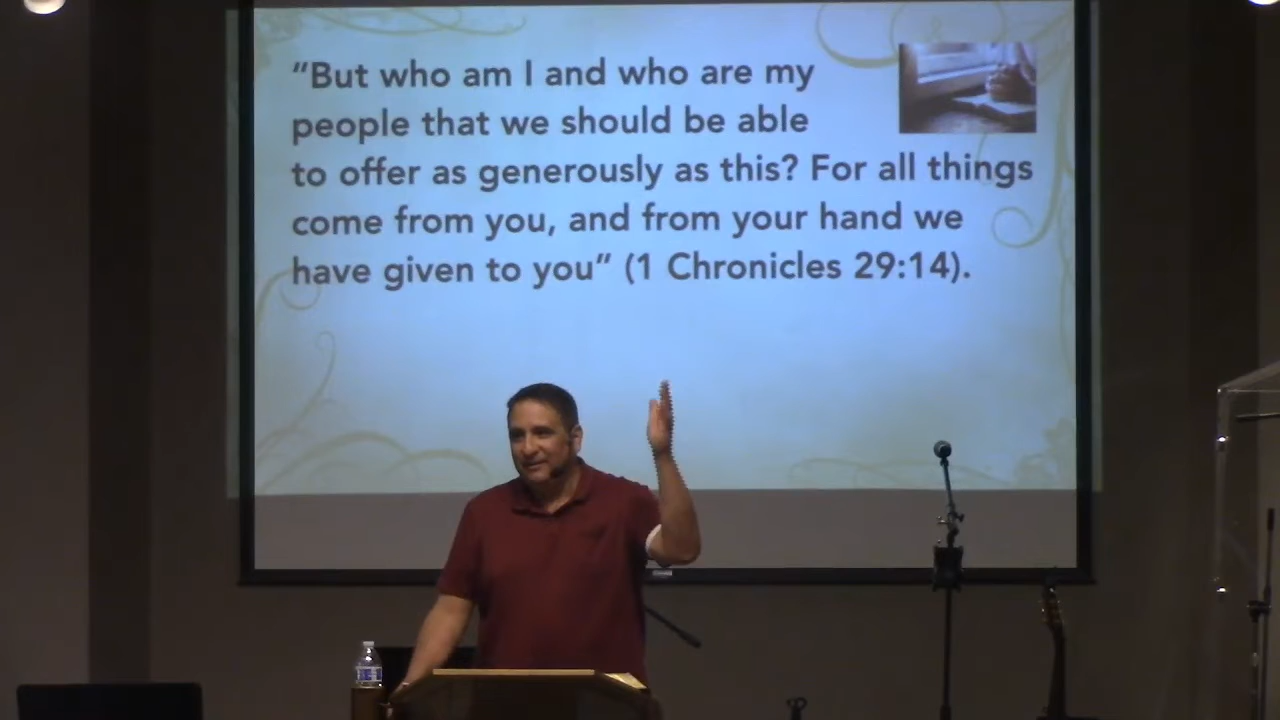 “But who am I and who are my
people that we should be able
to offer as generously as this? For all things
come from you, and from your hand we
have given to you” (1 Chronicles 29:14).